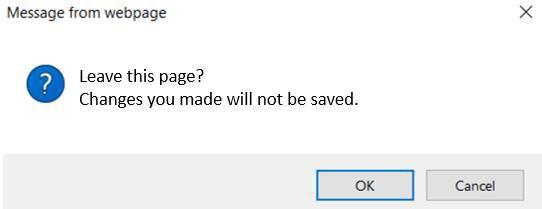 Message from webpage
Leave this page?
Changes you made will not be saved.
OK
Cancel